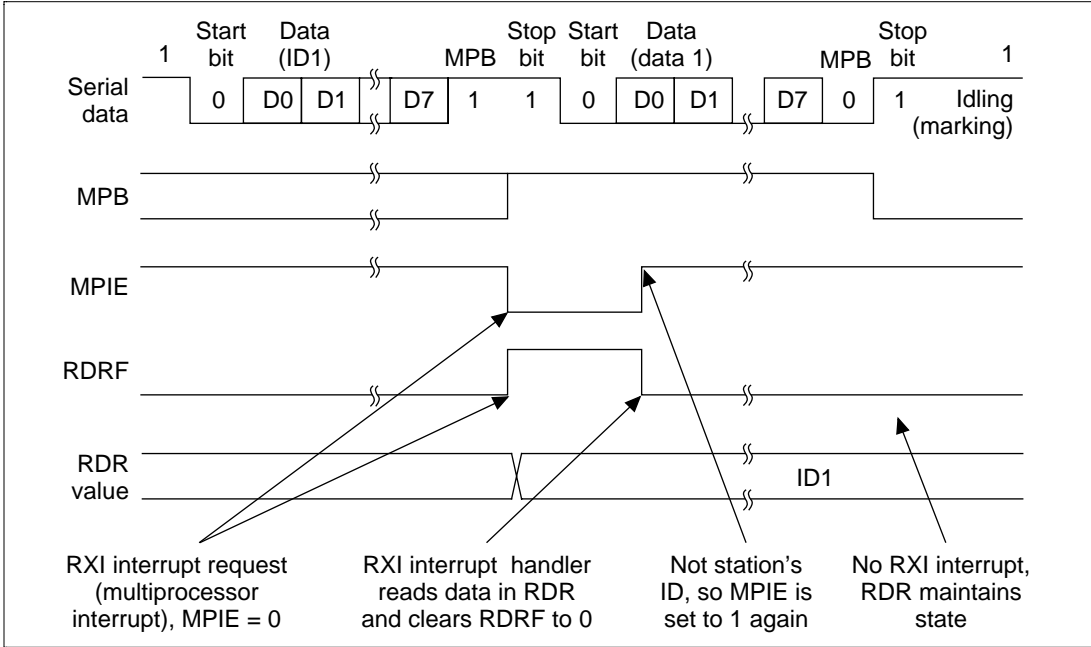 Start Data Stop Start Data Stop
1 bit (ID1) MPB bit bit (data 1) MPB bit 1
Serial data 0 D0 D1 D7 1 1 0 D0 D1 D7 0 1 Idling (marking)
MPB
MPIE
RDRF
RDR
value
ID1
RXI interrupt request
(multiprocessor
interrupt), MPIE = 0
RXI interrupt handler
reads data in RDR
and clears RDRF to 0
Not station's
ID, so MPIE is
set to 1 again
No RXI interrupt,
RDR maintains
state